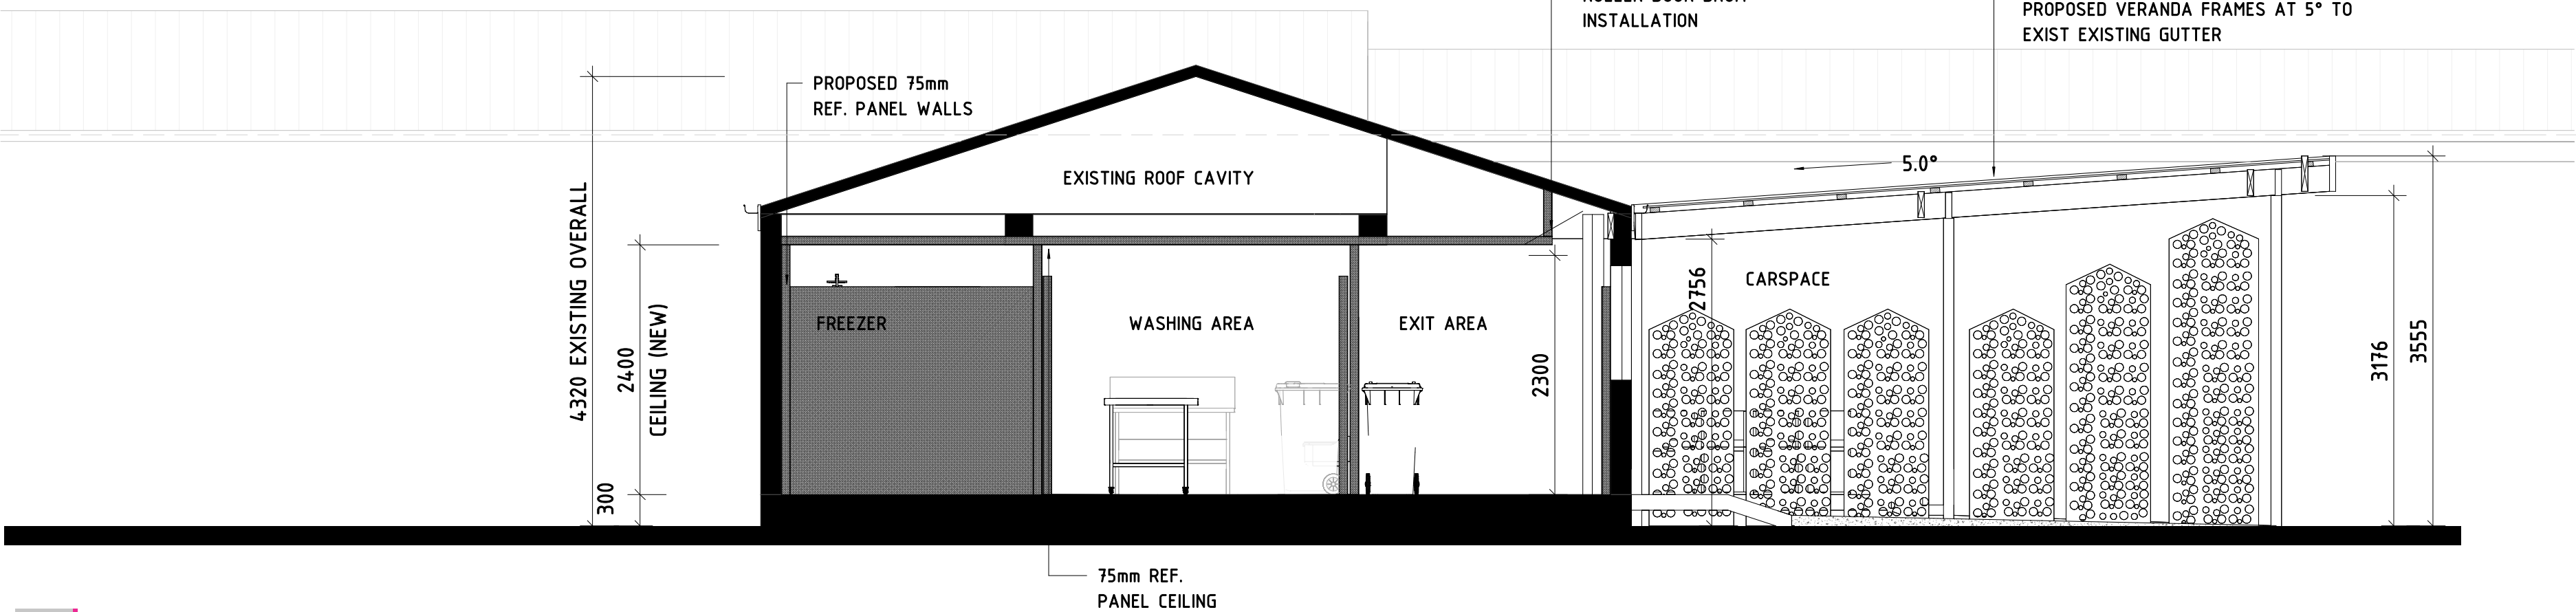 INSTALLATION
PROPOSED VERANDA FRAMES AT 5° TO
EXIST EXISTING GUTTER
PROPOSED 75mm
REF. PANEL WALLS
EXISTING ROOF CAVITY
5.0°
4320 EXISTING OVERALL
2400
CEILING (NEW)
300
FREEZER
WASHING AREA
EXIT AREA
2300
CARSPACE
2756
3176
3555
75mm REF.
PANEL CEILING